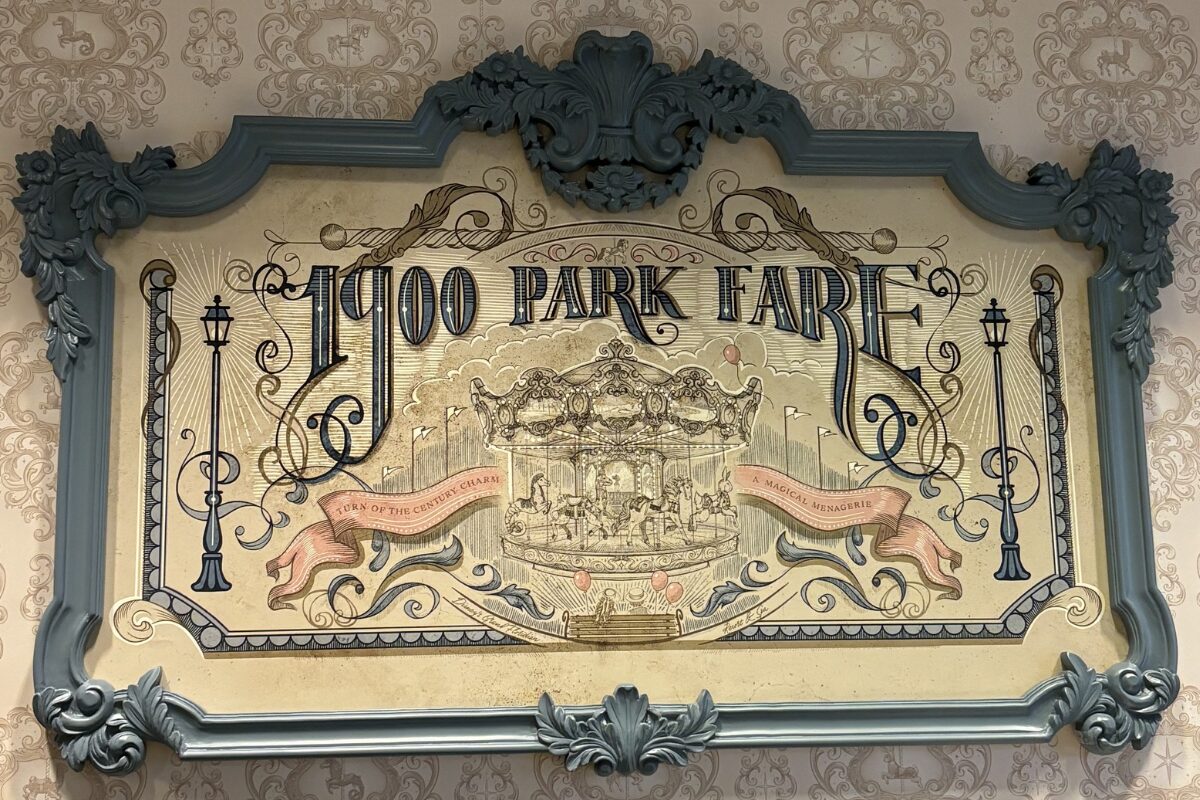 1900 PARK FARE
TURN OF THE CENTURY CHARM
A MAGICAL MENAGERIE